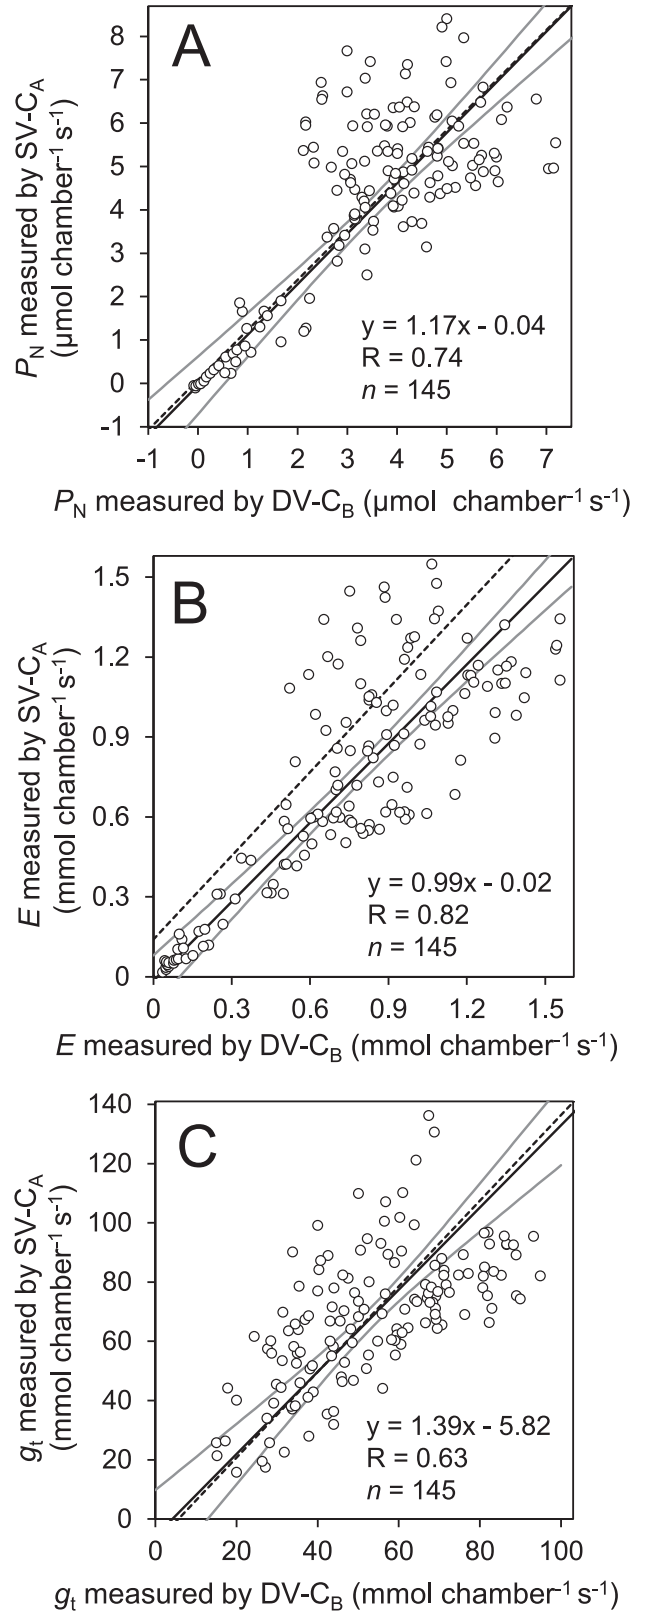 A
P_N measured by SV-C_A
(µmol chamber⁻¹ s⁻¹)
8
7
6
5
4
3
2
1
0
-1
y = 1.17x - 0.04
R = 0.74
n = 145
-1 0 1 2 3 4 5 6 7
P_N measured by DV-C_B (µmol chamber⁻¹ s⁻¹)
B
E measured by SV-C_A
(mmol chamber⁻¹ s⁻¹)
1.5
1.2
0.9
0.6
0.3
0
y = 0.99x - 0.02
R = 0.82
n = 145
0 0.3 0.6 0.9 1.2 1.5
E measured by DV-C_B (mmol chamber⁻¹ s⁻¹)
C
g_t measured by SV-C_A
(mmol chamber⁻¹ s⁻¹)
140
120
100
80
60
40
20
0
y = 1.39x - 5.82
R = 0.63
n = 145
0 20 40 60 80 100
g_t measured by DV-C_B (mmol chamber⁻¹ s⁻¹)